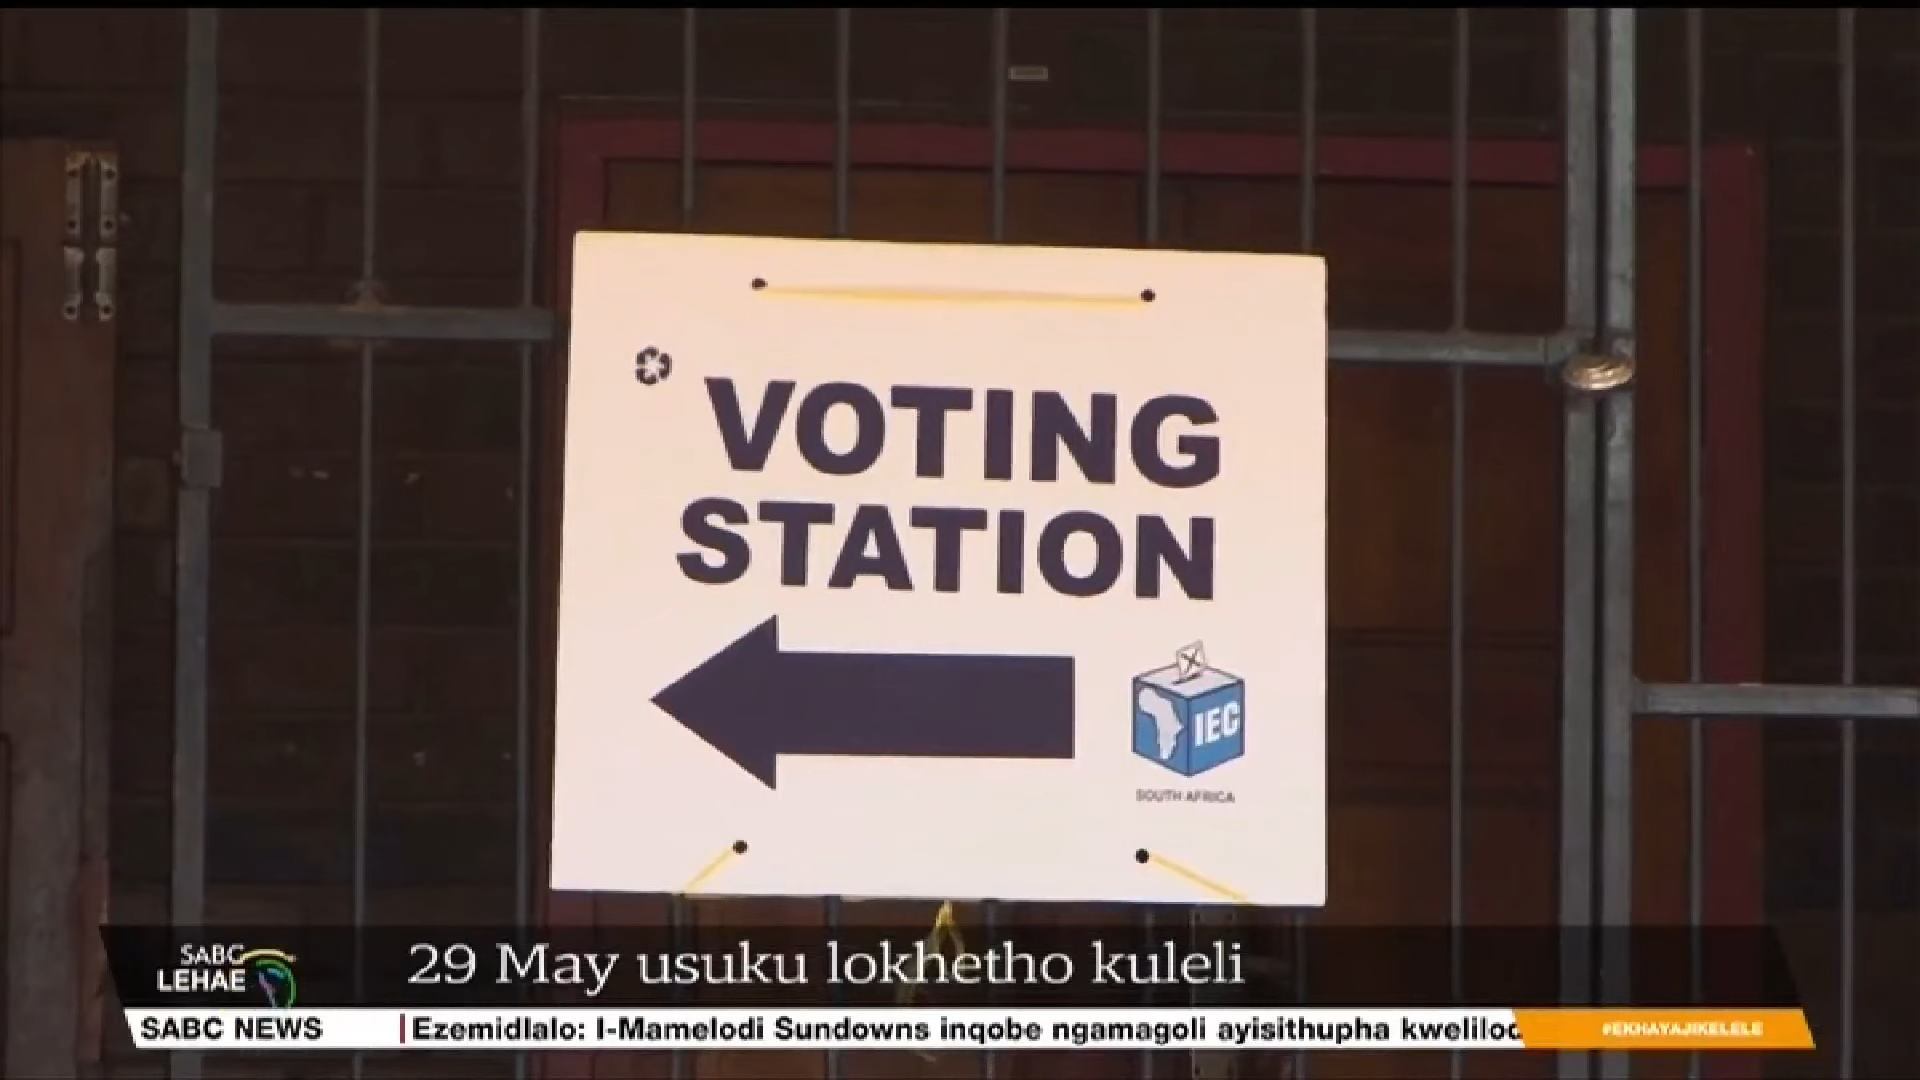 VOTING
STATION
IEC
SOUTH AFRICA
SABC
LEHAE
29 May usuku lokhetho kuleli
SABC NEWS
Ezemidlalo: I-Mamelodi Sundowns inqobe ngamagoli ayisithupha
#EKHAYAJIKELELE